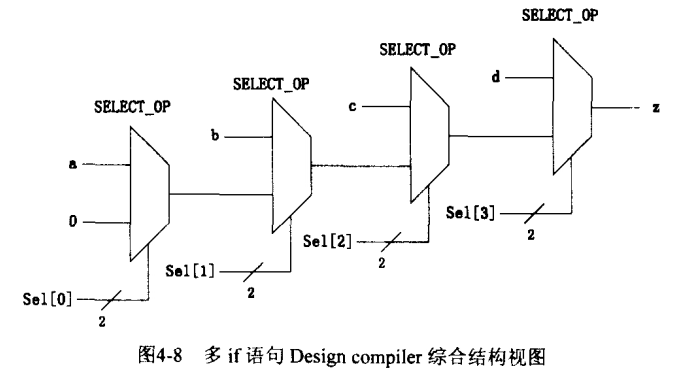 SELECT_OP
SELECT_OP
d
z
SELECT_OP
c
SELECT_OP
b
a
0
Sel[3]
2
Sel[2]
2
Sel[1]
2
Sel[0]
2
图4-8 多 if 语句 Design compiler 综合结构视图